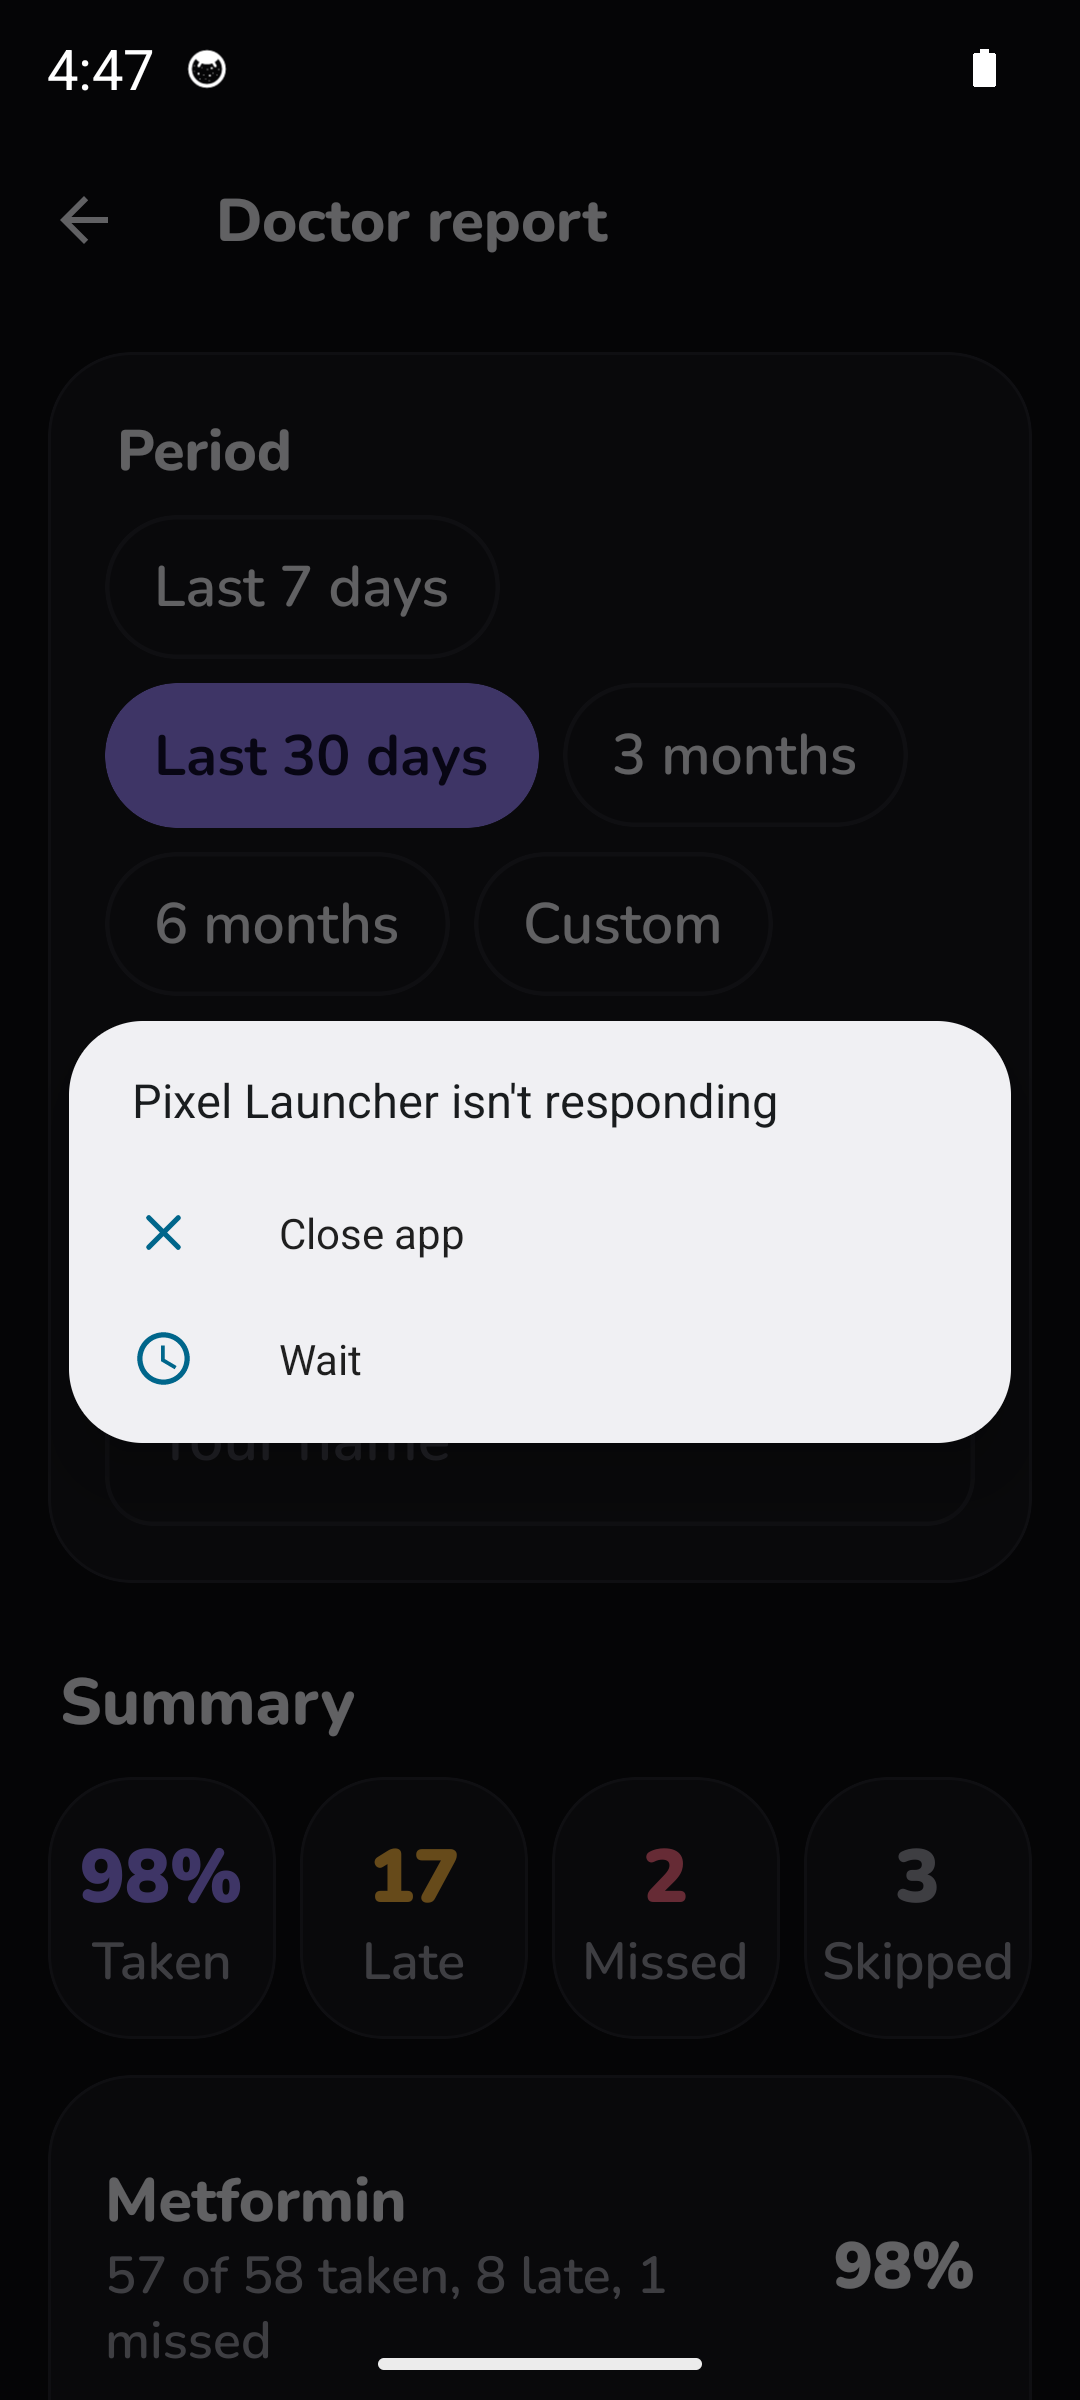 4:47
Doctor report
Period
Last 7 days
Last 30 days
3 months
6 months
Custom
Pixel Launcher isn't responding
Close app
Wait
Your name
Summary
98%
Taken
17
Late
2
Missed
3
Skipped
Metformin
57 of 58 taken, 8 late, 1
missed
98%